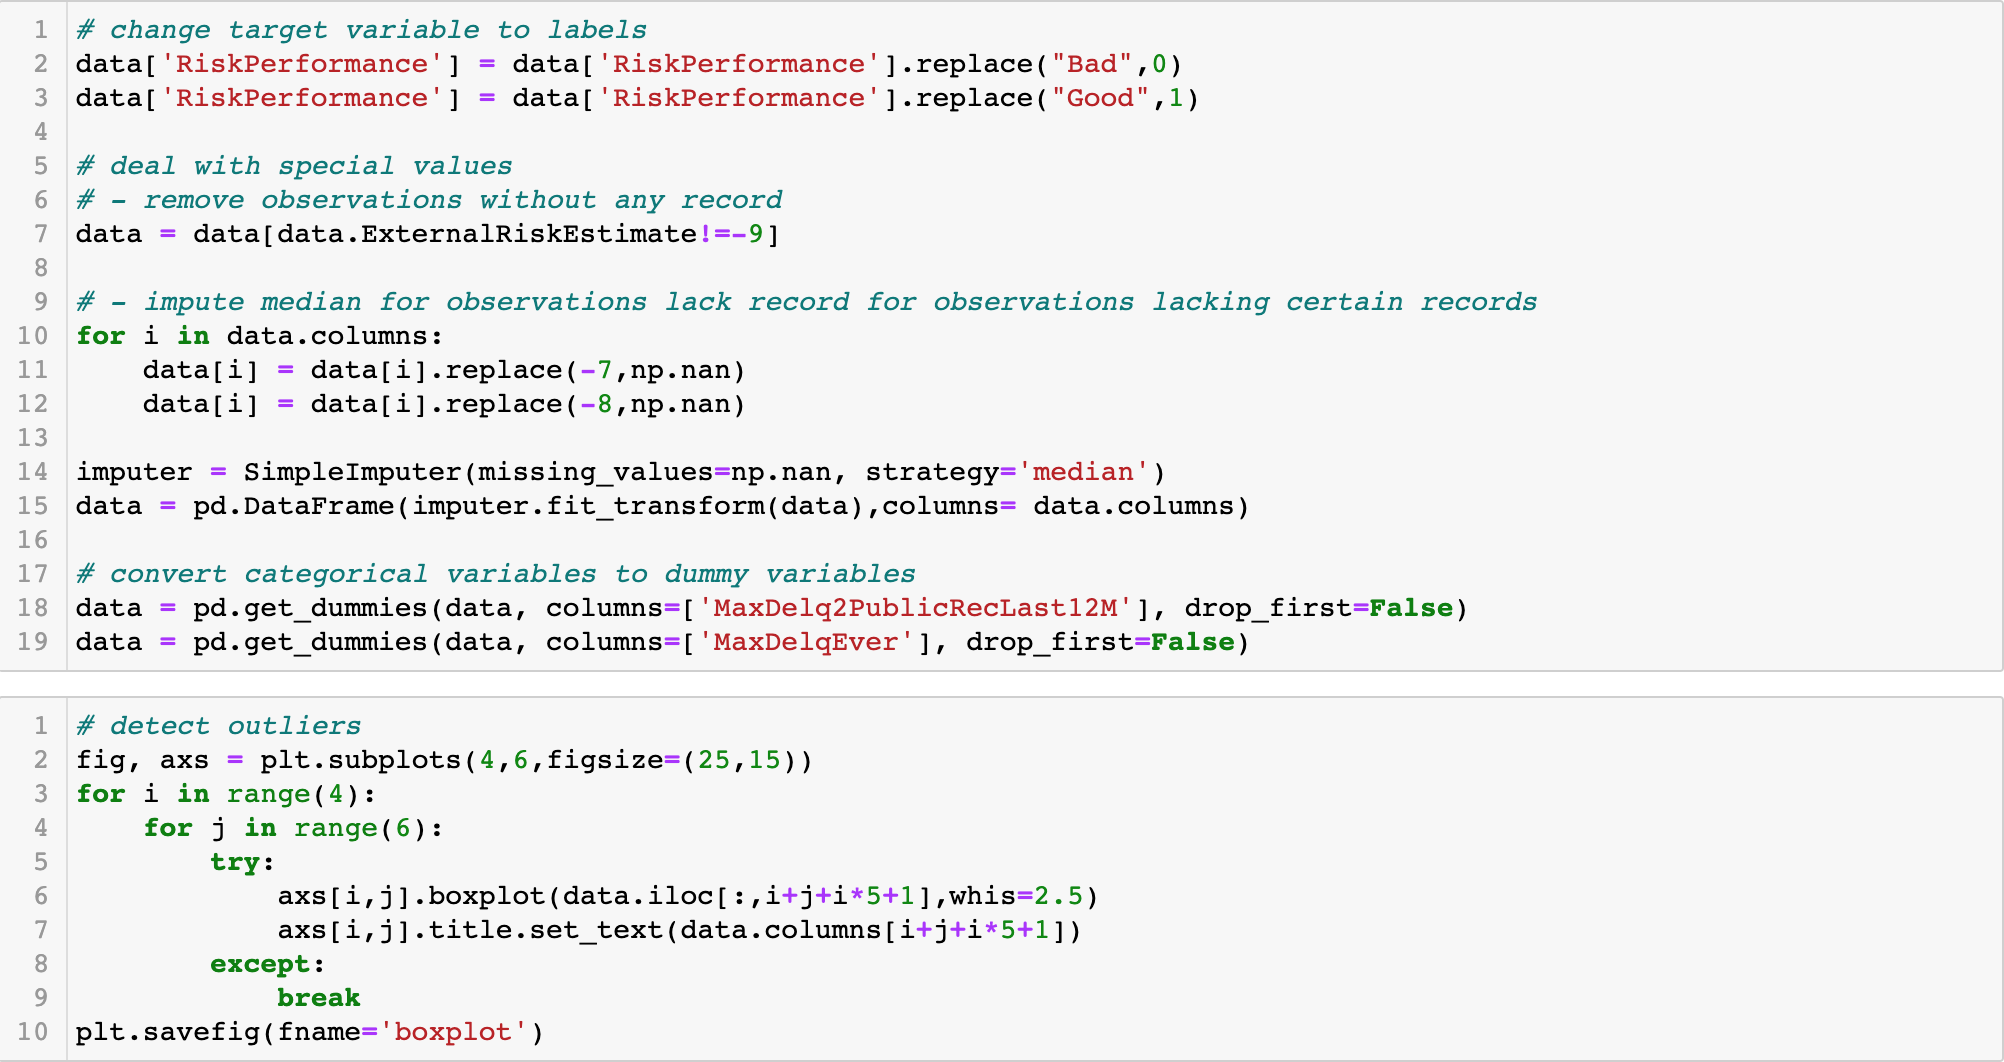 1 # change target variable to labels
2 data['RiskPerformance'] = data['RiskPerformance'].replace("Bad",0)
3 data['RiskPerformance'] = data['RiskPerformance'].replace("Good",1)
4
5 # deal with special values
6 # - remove observations without any record
7 data = data[data.ExternalRiskEstimate!=-9]
8
9 # - impute median for observations lack record for observations lacking certain records
10 for i in data.columns:
11     data[i] = data[i].replace(-7,np.nan)
12     data[i] = data[i].replace(-8,np.nan)
13
14 imputer = SimpleImputer(missing_values=np.nan, strategy='median')
15 data = pd.DataFrame(imputer.fit_transform(data),columns= data.columns)
16
17 # convert categorical variables to dummy variables
18 data = pd.get_dummies(data, columns=['MaxDelq2PublicRecLast12M'], drop_first=False)
19 data = pd.get_dummies(data, columns=['MaxDelqEver'], drop_first=False)
1 # detect outliers
2 fig, axs = plt.subplots(4,6,figsize=(25,15))
3 for i in range(4):
4     for j in range(6):
5         try:
6             axs[i,j].boxplot(data.iloc[:,i+j+i*5+1],whis=2.5)
7             axs[i,j].title.set_text(data.columns[i+j+i*5+1])
8         except:
9             break
10 plt.savefig(fname='boxplot')